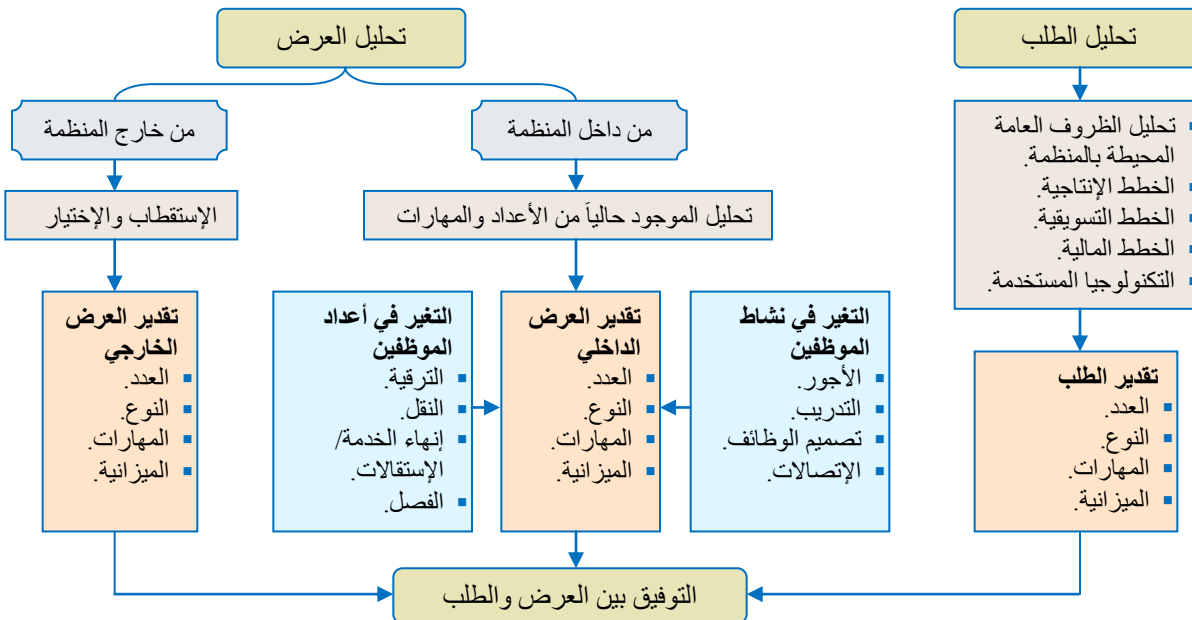 تحليل الطلب
▪ تحليل الظروف العامة
المحيطة بالمنظمة.
▪ الخطط الإنتاجية.
▪ الخطط التسويقية.
▪ الخطط المالية.
▪ التكنولوجيا المستخدمة.
تقدير الطلب
▪ العدد.
▪ النوع.
▪ المهارات.
▪ الميزانية.
تحليل العرض
من داخل المنظمة
تحليل الموجود حالياً من الأعداد والمهارات
التغير في نشاط
الموظفين
▪ الأجور.
▪ التدريب.
▪ تصميم الوظائف.
▪ الإتصالات.
تقدير العرض
الداخلي
▪ العدد.
▪ النوع.
▪ المهارات.
▪ الميزانية.
التغير في أعداد
الموظفين
▪ الترقية.
▪ النقل.
▪ إنهاء الخدمة/
الإستقالات.
▪ الفصل.
من خارج المنظمة
الإستقطاب والإختيار
تقدير العرض
الخارجي
▪ العدد.
▪ النوع.
▪ المهارات.
▪ الميزانية.
التوفيق بين العرض والطلب